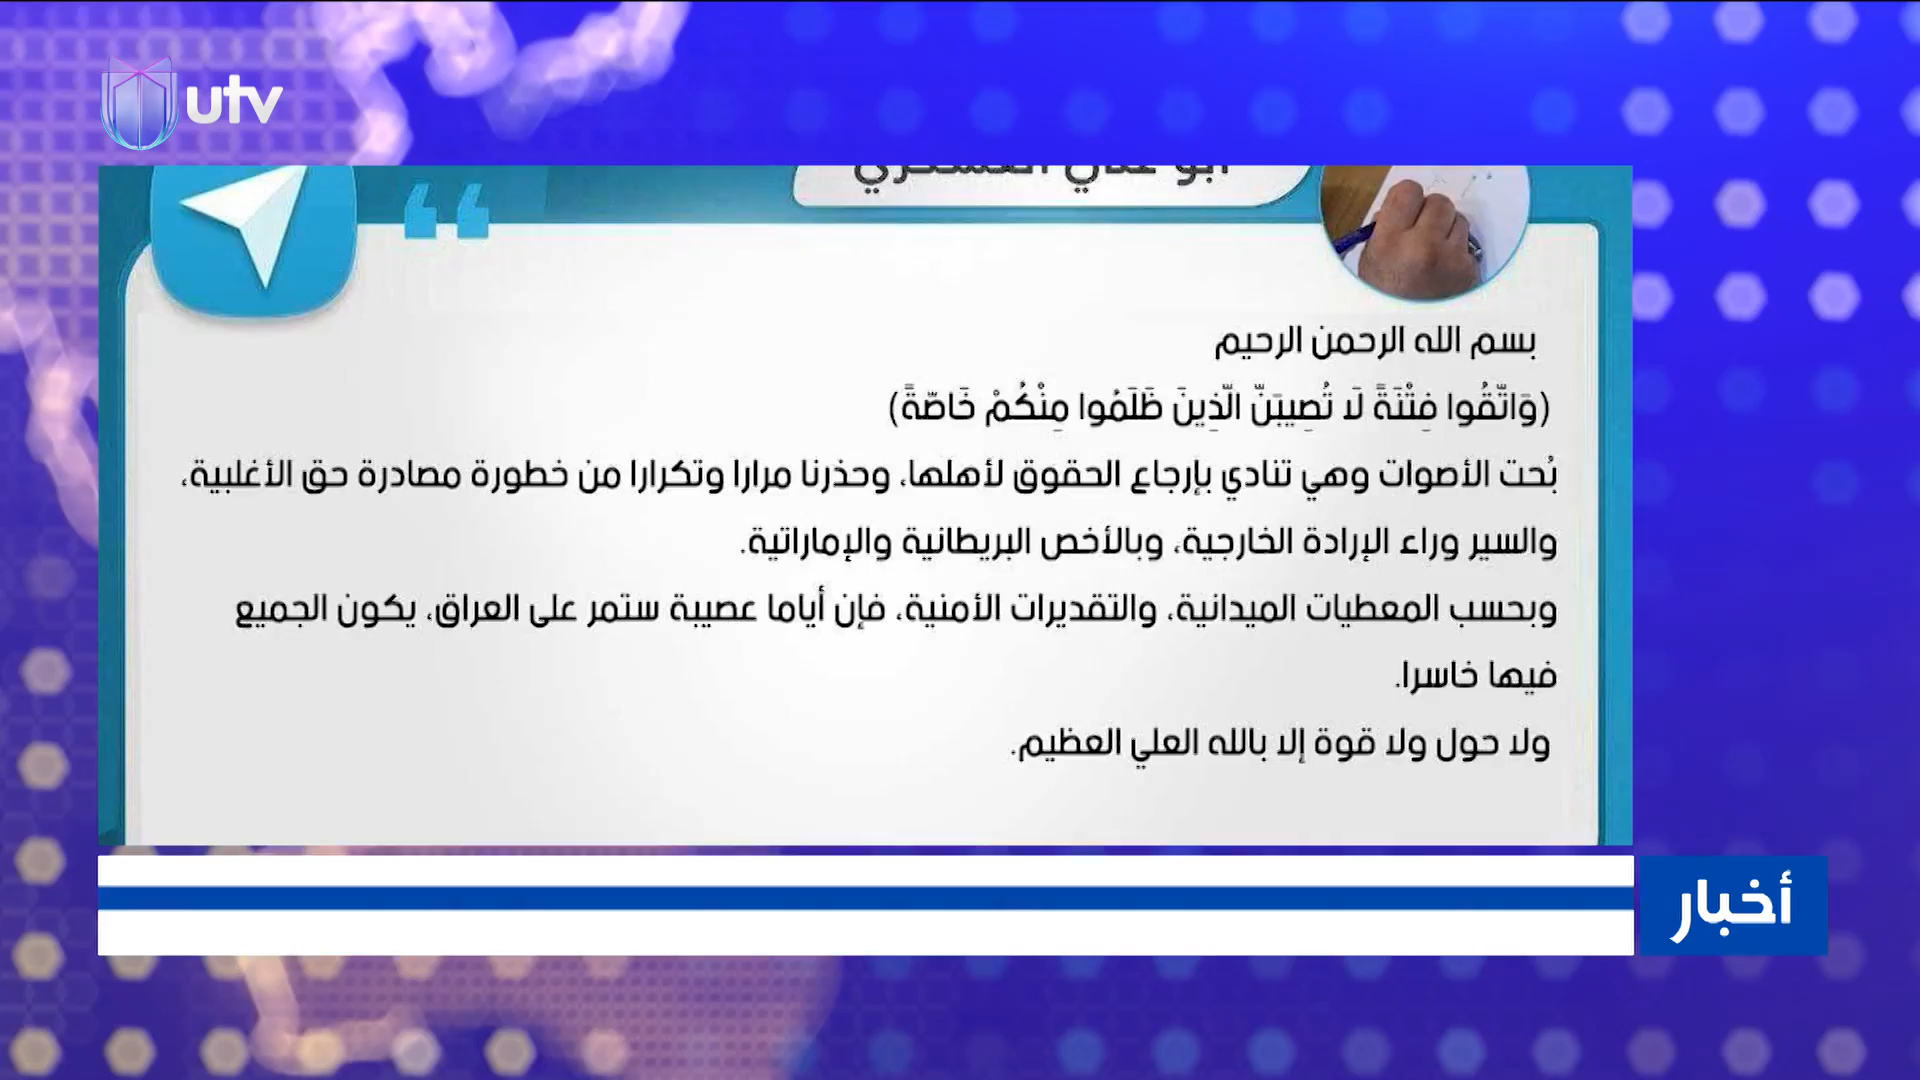 utv
أبو علي العسكري
بسم الله الرحمن الرحيم
(وَاتَّقُوا فِتْنَةً لَا تُصِيبَنَّ الَّذِينَ ظَلَمُوا مِنْكُمْ خَاصَّةً)
بُحت الأصوات وهي تنادي بإرجاع الحقوق لأهلها، وحذرنا مرارا وتكرارا من خطورة مصادرة حق الأغلبية،
والسير وراء الإرادة الخارجية، وبالأخص البريطانية والإماراتية.
وبحسب المعطيات الميدانية، والتقديرات الأمنية، فإن أياما عصيبة ستمر على العراق، يكون الجميع
فيها خاسرا.
ولا حول ولا قوة إلا بالله العلي العظيم.
أخبار